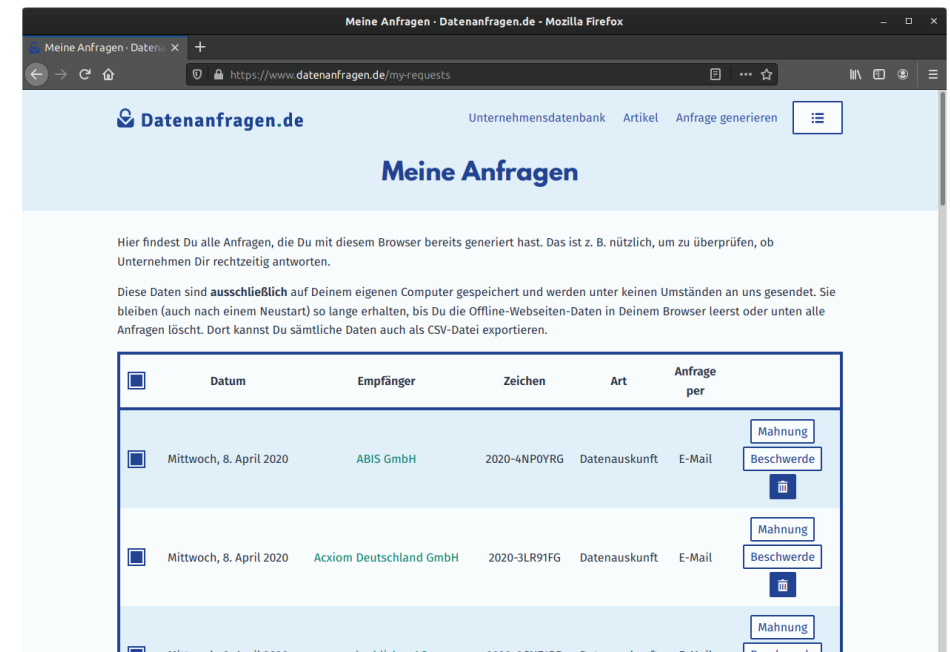 Meine Anfragen · Datenanfragen.de - Mozilla Firefox
Meine Anfragen · Daten
https://www.datenanfragen.de/my-requests
Datenanfragen.de
Unternehmensdatenbank Artikel Anfrage generieren
Meine Anfragen
Hier findest Du alle Anfragen, die Du mit diesem Browser bereits generiert hast. Das ist z. B. nützlich, um zu überprüfen, ob
Unternehmen Dir rechtzeitig antworten.
Diese Daten sind ausschließlich auf Deinem eigenen Computer gespeichert und werden unter keinen Umständen an uns gesendet. Sie
bleiben (auch nach einem Neustart) so lange erhalten, bis Du die Offline-Webseiten-Daten in Deinem Browser leerst oder unten alle
Anfragen löscht. Dort kannst Du sämtliche Daten auch als CSV-Datei exportieren.
Datum Empfänger Zeichen Art Anfrage per
Mittwoch, 8. April 2020 ABIS GmbH 2020-4NP0YRG Datenauskunft E-Mail
Mahnung
Beschwerde
Mittwoch, 8. April 2020 Acxiom Deutschland GmbH 2020-3LR91FG Datenauskunft E-Mail
Mahnung
Beschwerde
Mahnung